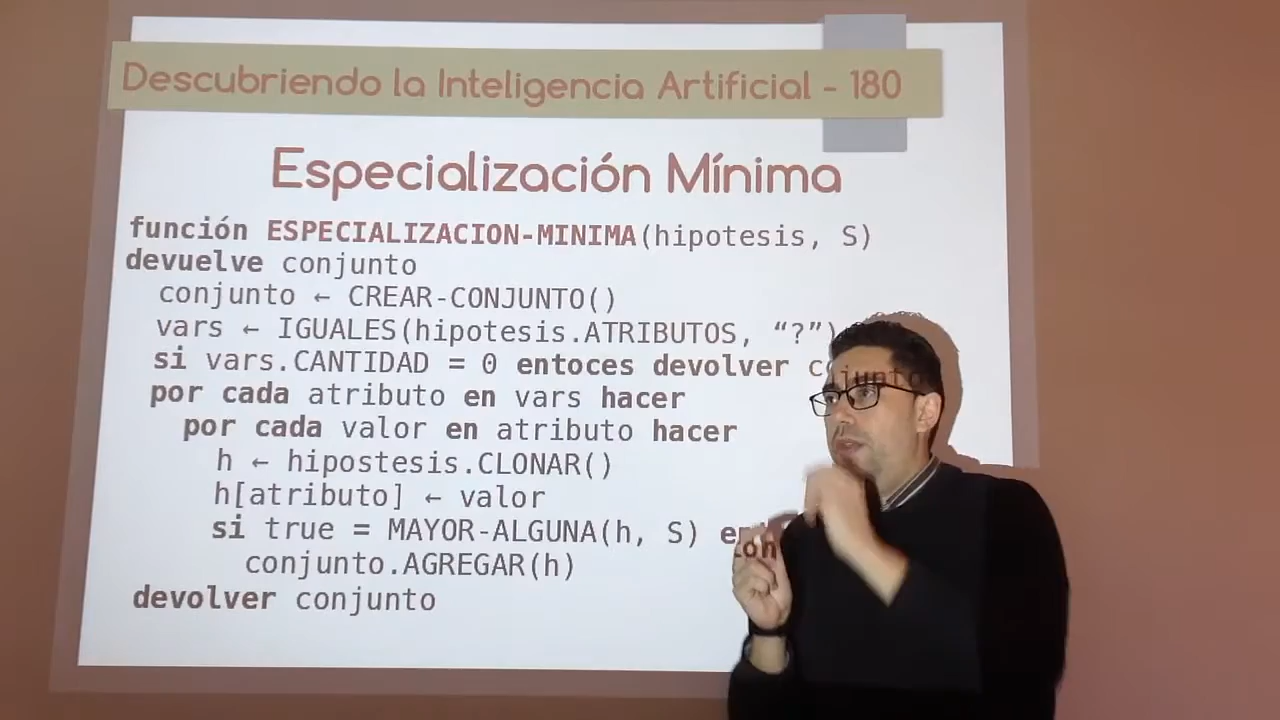 Descubriendo la Inteligencia Artificial - 180
Especialización Mínima
función ESPECIALIZACION-MINIMA(hipotesis, S)
devuelve conjunto
conjunto ← CREAR-CONJUNTO()
vars ← IGUALES(hipotesis.ATRIBUTOS, “?”)
si vars.CANTIDAD = 0 entoces devolver conjunto
por cada atributo en vars hacer
por cada valor en atributo hacer
h ← hipostesis.CLONAR()
h[atributo] ← valor
si true = MAYOR-ALGUNA(h, S)
conjunto.AGREGAR(h)
devolver conjunto